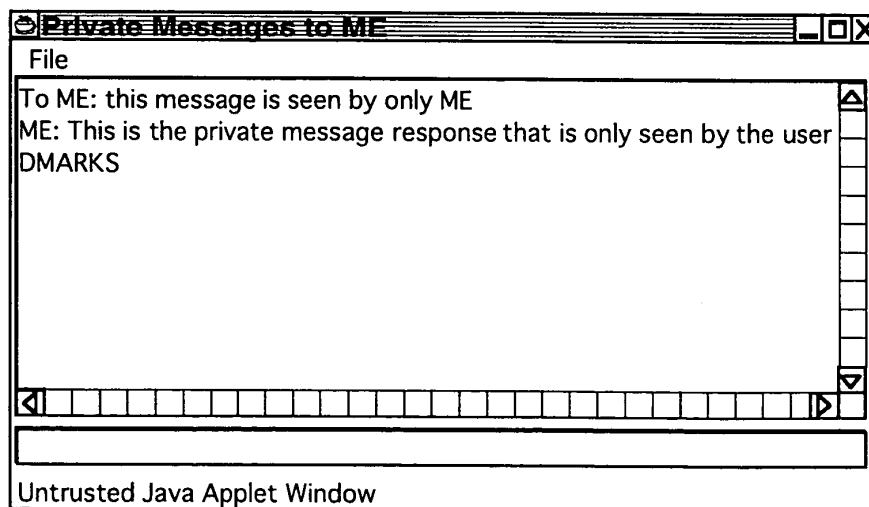 Private Messages to ME
File
To ME: this message is seen by only ME
ME: This is the private message response that is only seen by the user
DMARKS
Untrusted Java Applet Window